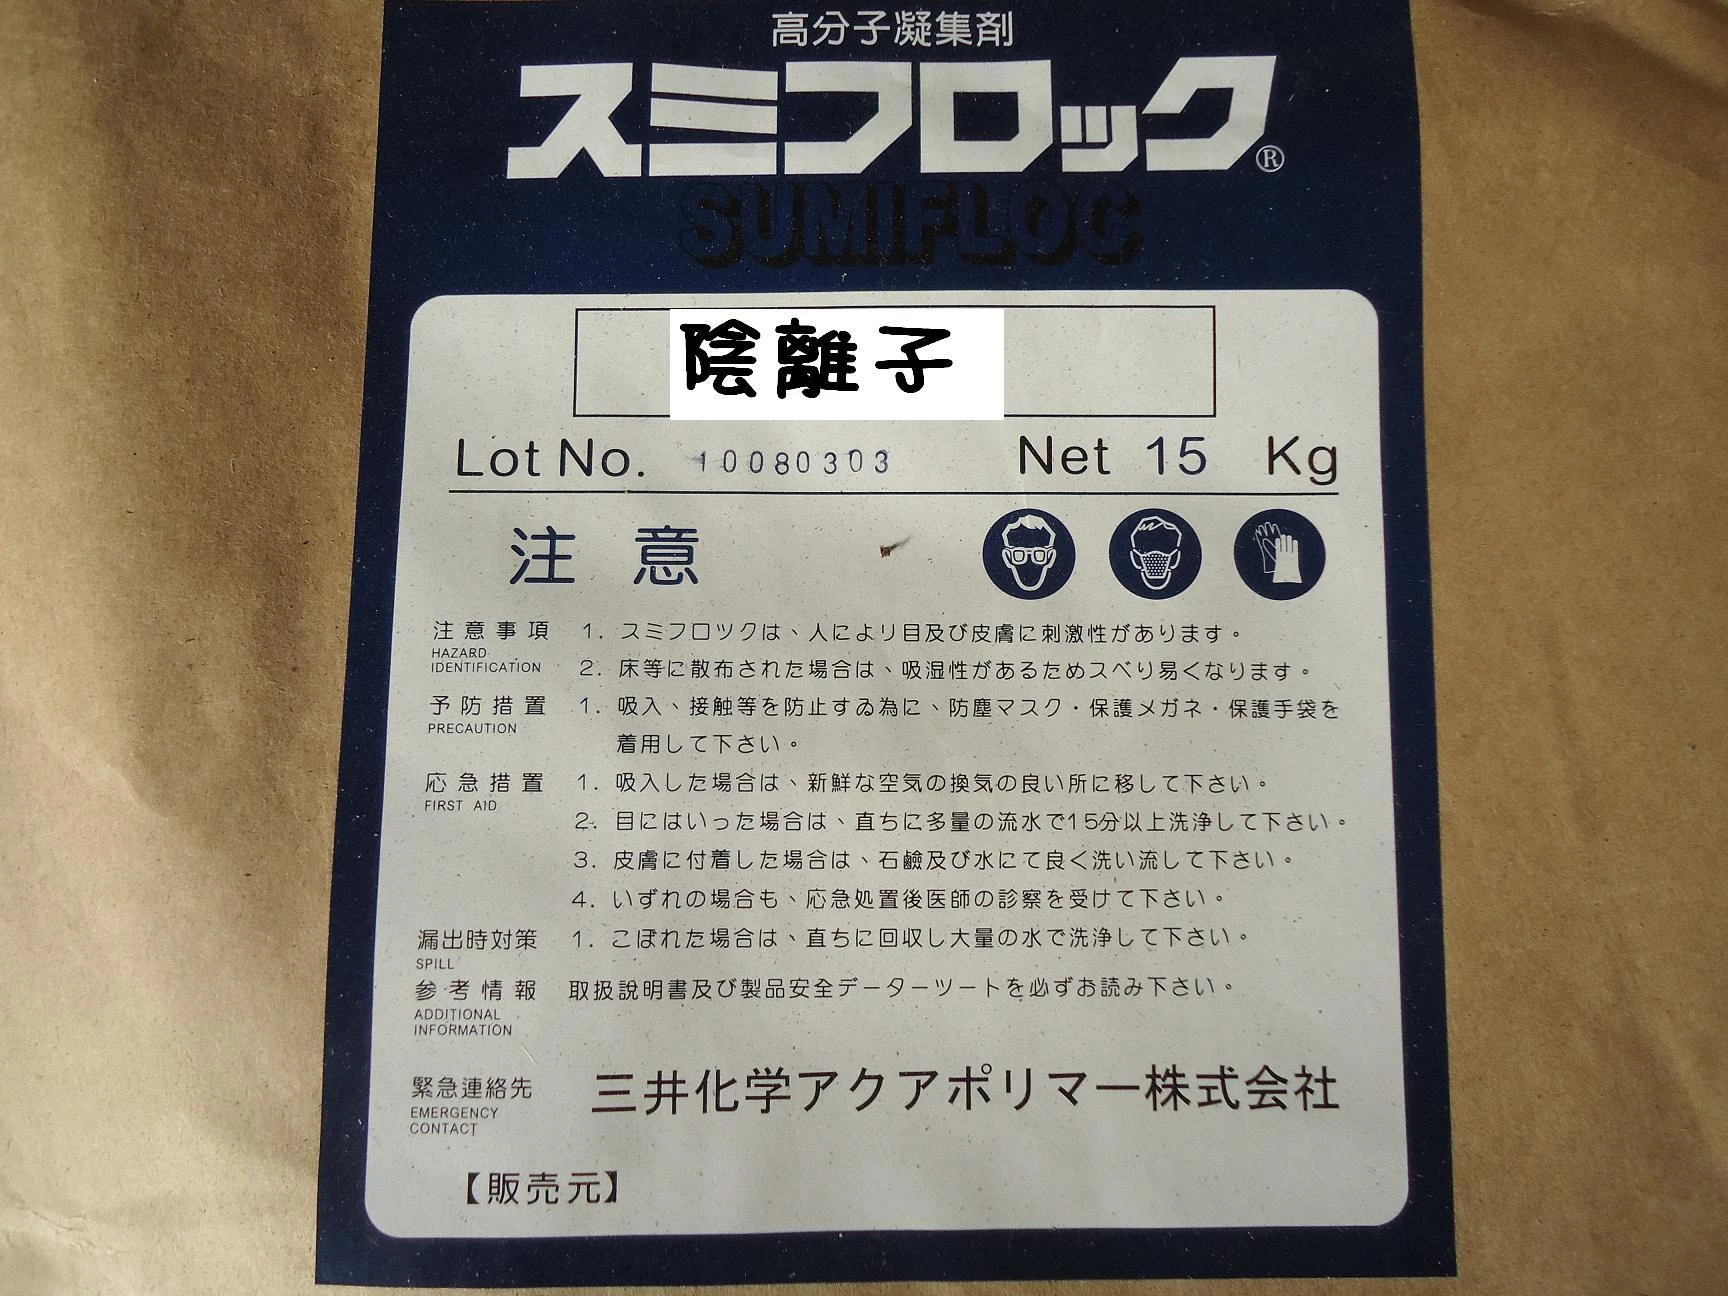 高分子凝集剤
スミフロック®
SUMIFLOC
陰離子
Lot No. 10080303 Net 15 Kg
注意
注意事項 1. スミフロックは、人により目及び皮膚に刺激性があります。
HAZARD
IDENTIFICATION
2. 床等に散布された場合は、吸湿性があるためスベり易くなります。
予防措置 1. 吸入、接触等を防止すゐ為に、防塵マスク・保護メガネ・保護手袋を
PRECAUTION
着用して下さい。
応急措置 1. 吸入した場合は、新鮮な空気の換気の良い所に移して下さい。
FIRST AID
2. 目にはいった場合は、直ちに多量の流水で15分以上洗浄して下さい。
3. 皮膚に付着した場合は、石鹼及び水にて良く洗い流して下さい。
4. いずれの場合も、応急処置後医師の診察を受けて下さい。
漏出時対策 1. こぼれた場合は、直ちに回収し大量の水で洗浄して下さい。
SPILL
参考情報 取扱說明書及び製品安全データーツートを必ずお読み下さい。
ADDITIONAL
INFORMATION
緊急連絡先 三井化学アクアポリマー株式会社
EMERGENCY
CONTACT
【販売元】